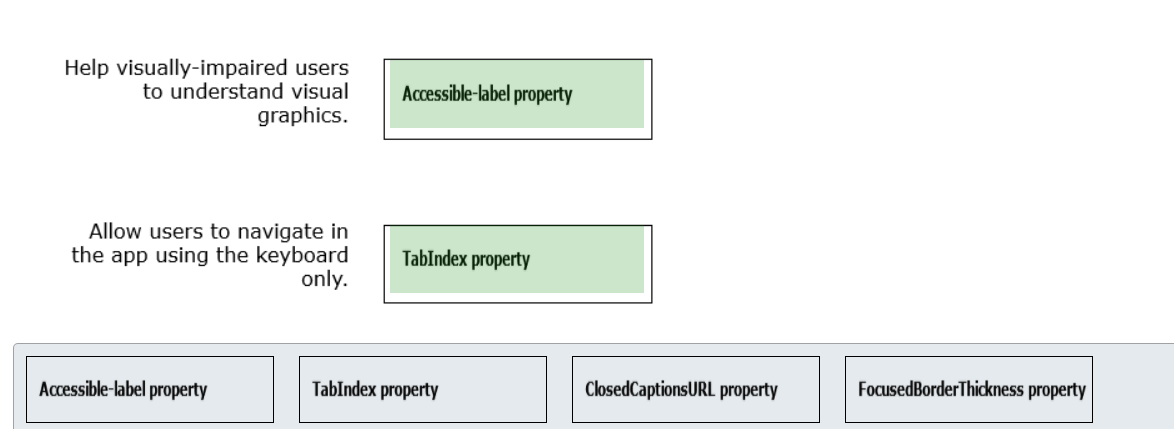 Help visually-impaired users
to understand visual
graphics.
Accessible-label property
Allow users to navigate in
the app using the keyboard
only.
TabIndex property
Accessible-label property
TabIndex property
ClosedCaptionsURL property
FocusedBorderThickness property